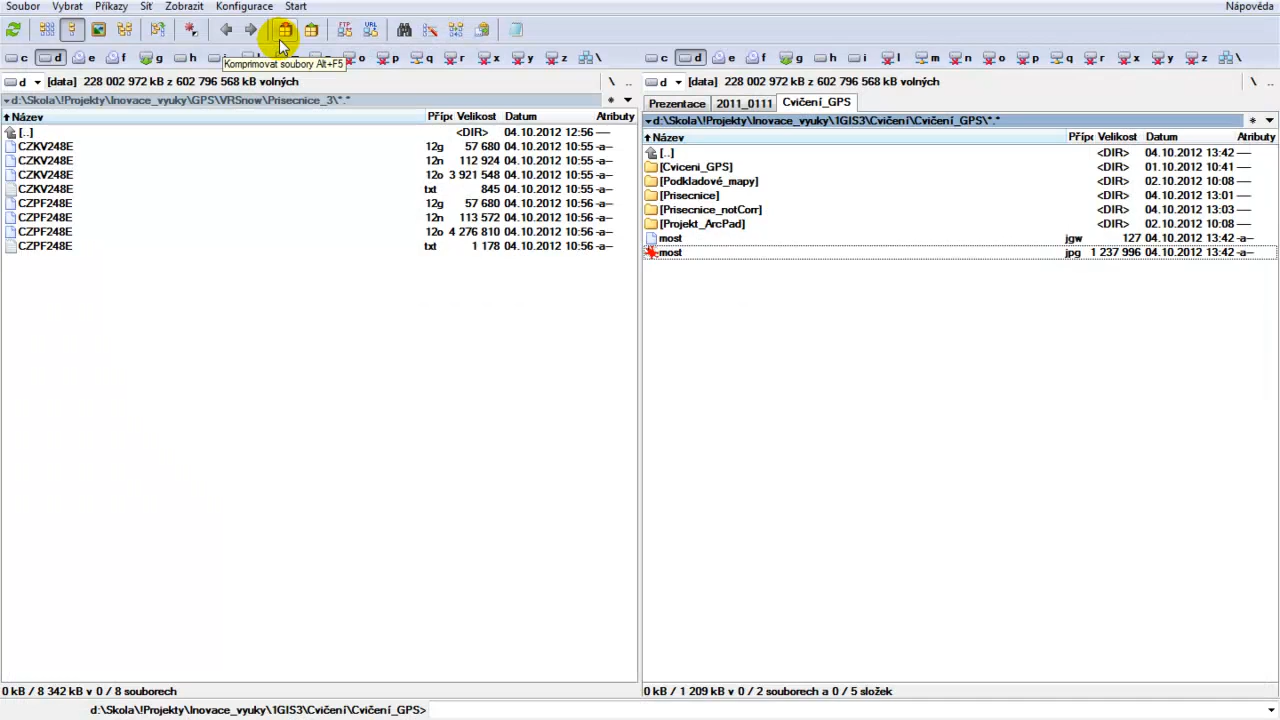 Soubor Vybrat Příkazy Síť Zobrazit Konfigurace Start Nápověda
FTP URL
c d e f g h i o p q r x y z \ c d e f g h i l m n o p q r x y z \
Komprimovat soubory Alt+F5
d [data] 228 002 972 kB z 602 796 568 kB volných \ .. d [data] 228 002 972 kB z 602 796 568 kB volných \ ..
d:\Skola\!Projekty\Inovace_vyuky\GPS\VRSnow\Prisecnice_3\*.* *
Název Přípo Velikost Datum Atributy
[..] <DIR> 04.10.2012 12:56 ----
CZKV248E 12g 57 680 04.10.2012 10:55 -a--
CZKV248E 12n 112 924 04.10.2012 10:55 -a--
CZKV248E 12o 3 921 548 04.10.2012 10:55 -a--
CZKV248E txt 845 04.10.2012 10:55 -a--
CZPF248E 12g 57 680 04.10.2012 10:56 -a--
CZPF248E 12n 113 572 04.10.2012 10:56 -a--
CZPF248E 12o 4 276 810 04.10.2012 10:56 -a--
CZPF248E txt 1 178 04.10.2012 10:56 -a--
0 kB / 8 342 kB v 0 / 8 souborech
Prezentace 2011_0111 Cvičení_GPS
d:\Skola\!Projekty\Inovace_vyuky\1GIS3\Cvičení\Cvičení_GPS\*.* *
Název Přípo Velikost Datum Atributy
[..] <DIR> 04.10.2012 13:42 ----
[Cviceni_GPS] <DIR> 01.10.2012 10:41 ----
[Podkladové_mapy] <DIR> 02.10.2012 10:08 ----
[Prisecnice] <DIR> 04.10.2012 13:01 ----
[Prisecnice_notCorr] <DIR> 04.10.2012 13:03 ----
[Projekt_ArcPad] <DIR> 02.10.2012 10:08 ----
most jgw 127 04.10.2012 13:42 -a--
most jpg 1 237 996 04.10.2012 13:42 -a--
0 kB / 1 209 kB v 0 / 2 souborech a 0 / 5 složek
d:\Skola\!Projekty\Inovace_vyuky\1GIS3\Cvičení\Cvičení_GPS>